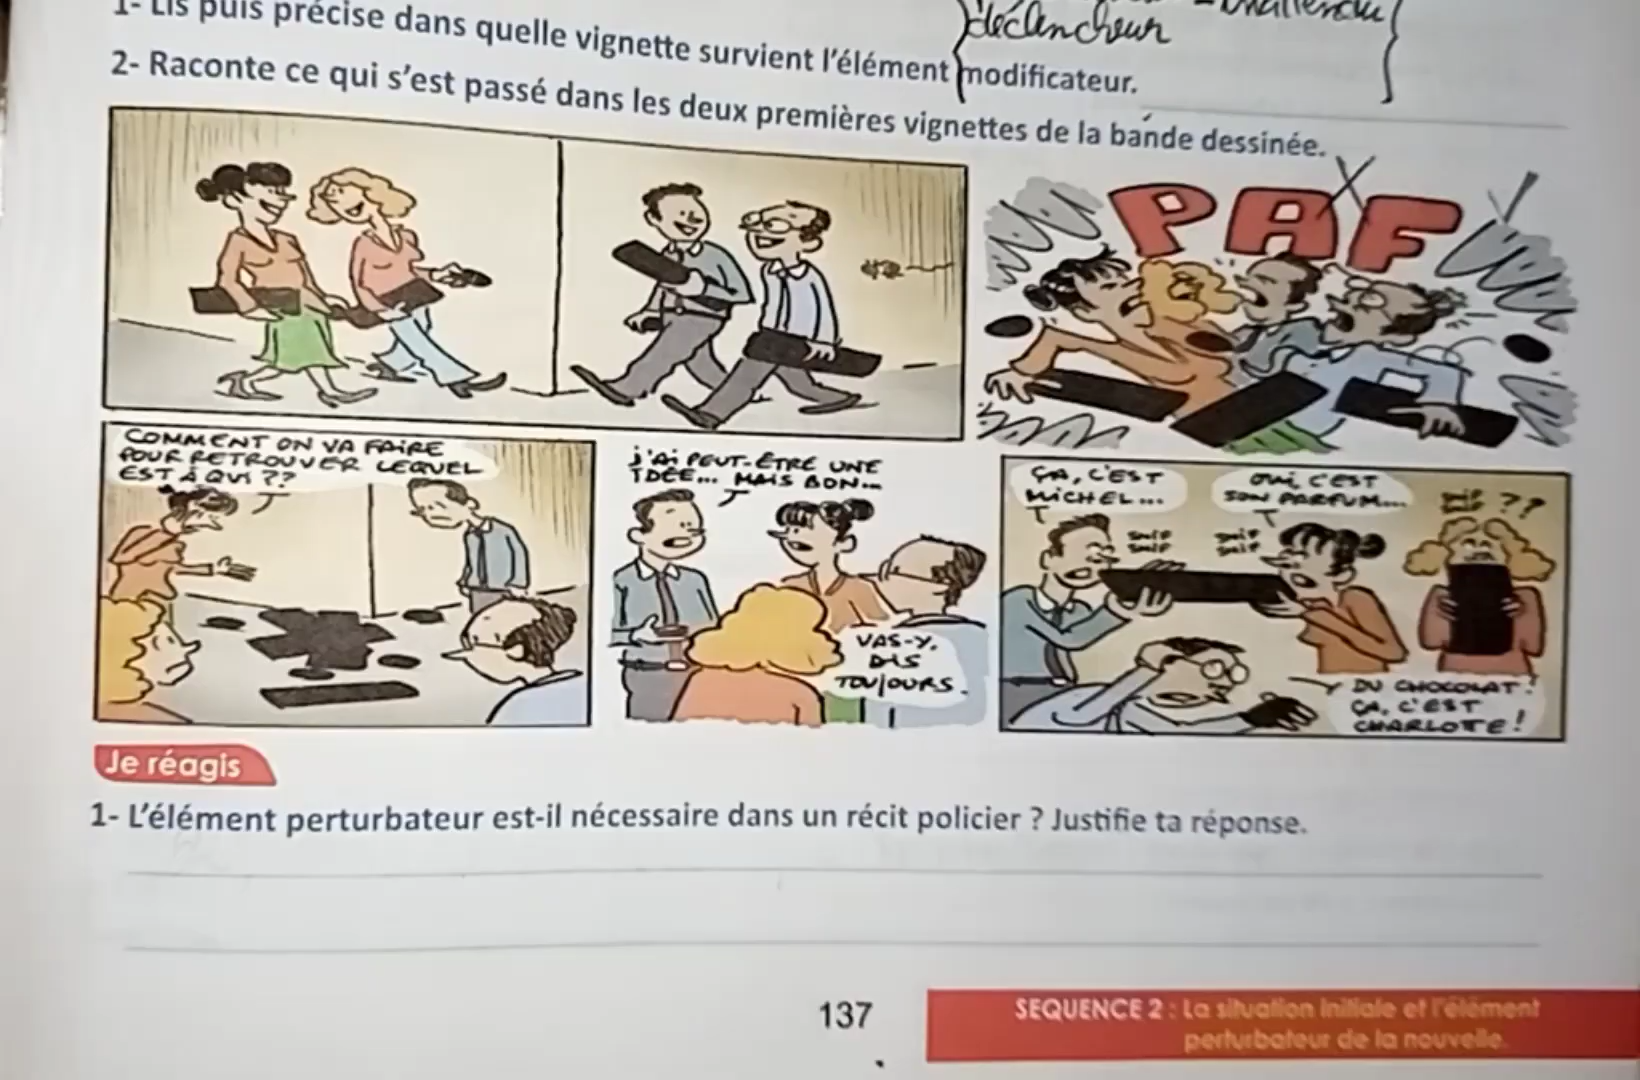 1- Lis puis précise dans quelle vignette survient l'élément modificateur.
déclencheur
2- Raconte ce qui s'est passé dans les deux premières vignettes de la bande dessinée.
PAF
COMMENT ON VA FAIRE
POUR RETROUVER LEQUEL
EST À QUI ??
J'AI PEUT-ÊTRE UNE
IDÉE... MAIS BON...
VAS-Y,
DIS
TOUJOURS.
ÇA, C'EST
MICHEL...
OUI, C'EST
SON PARFUM...
SNIF
SNIF
SNIF
SNIF
SNIF ??
SNIF
DU CHOCOLAT.
ÇA, C'EST
CHARLOTTE !
Je réagis
1- L'élément perturbateur est-il nécessaire dans un récit policier ? Justifie ta réponse.
137
SEQUENCE 2 : La situation initiale et l'élément
perturbateur de la nouvelle.